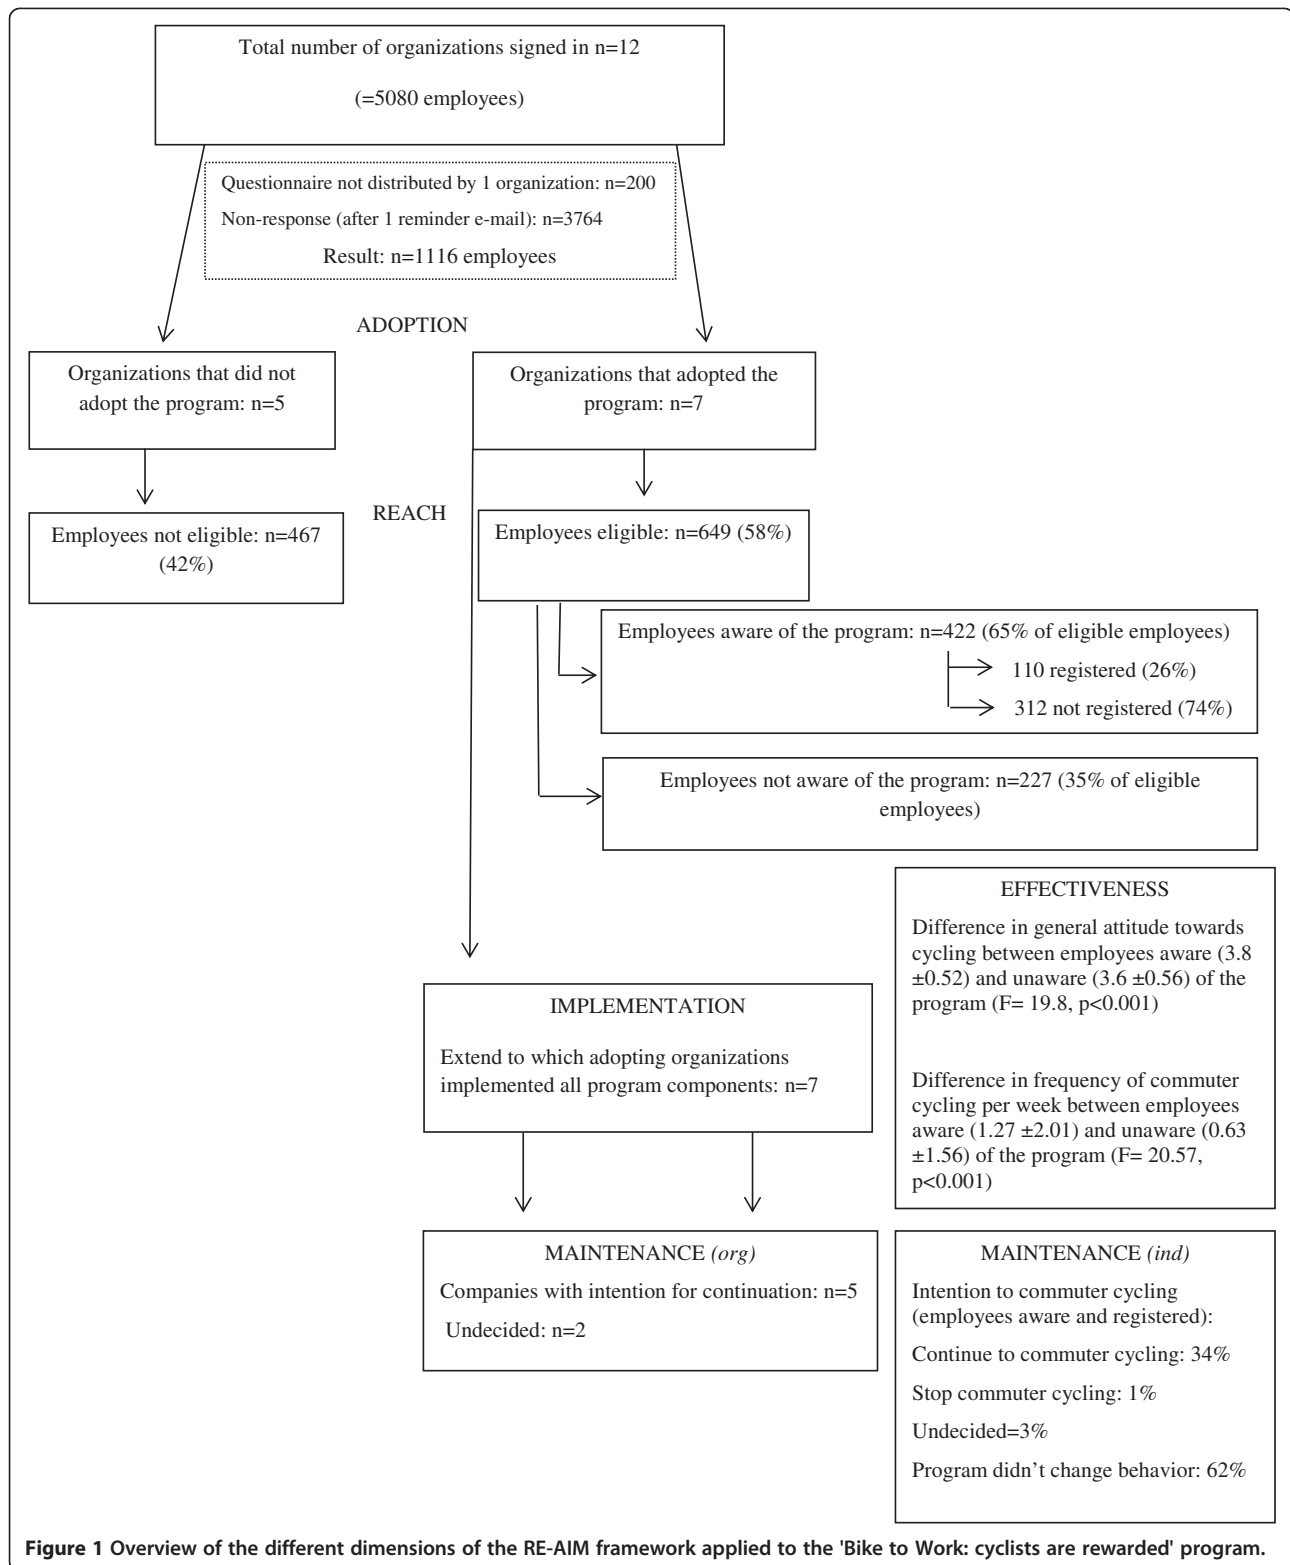 Total number of organizations signed in n=12
(=5080 employees)
Questionnaire not distributed by 1 organization: n=200
Non-response (after 1 reminder e-mail): n=3764
Result: n=1116 employees
ADOPTION
Organizations that did not
adopt the program: n=5
Organizations that adopted the
program: n=7
REACH
Employees not eligible: n=467
(42%)
Employees eligible: n=649 (58%)
Employees aware of the program: n=422 (65% of eligible employees)
110 registered (26%)
312 not registered (74%)
Employees not aware of the program: n=227 (35% of eligible
employees)
EFFECTIVENESS
Difference in general attitude towards
cycling between employees aware (3.8
±0.52) and unaware (3.6 ±0.56) of the
program (F= 19.8, p<0.001)
Difference in frequency of commuter
cycling per week between employees
aware (1.27 ±2.01) and unaware (0.63
±1.56) of the program (F= 20.57,
p<0.001)
IMPLEMENTATION
Extend to which adopting organizations
implemented all program components: n=7
MAINTENANCE (org)
Companies with intention for continuation: n=5
Undecided: n=2
MAINTENANCE (ind)
Intention to commuter cycling
(employees aware and registered):
Continue to commuter cycling: 34%
Stop commuter cycling: 1%
Undecided=3%
Program didn't change behavior: 62%
Figure 1 Overview of the different dimensions of the RE-AIM framework applied to the 'Bike to Work: cyclists are rewarded' program.